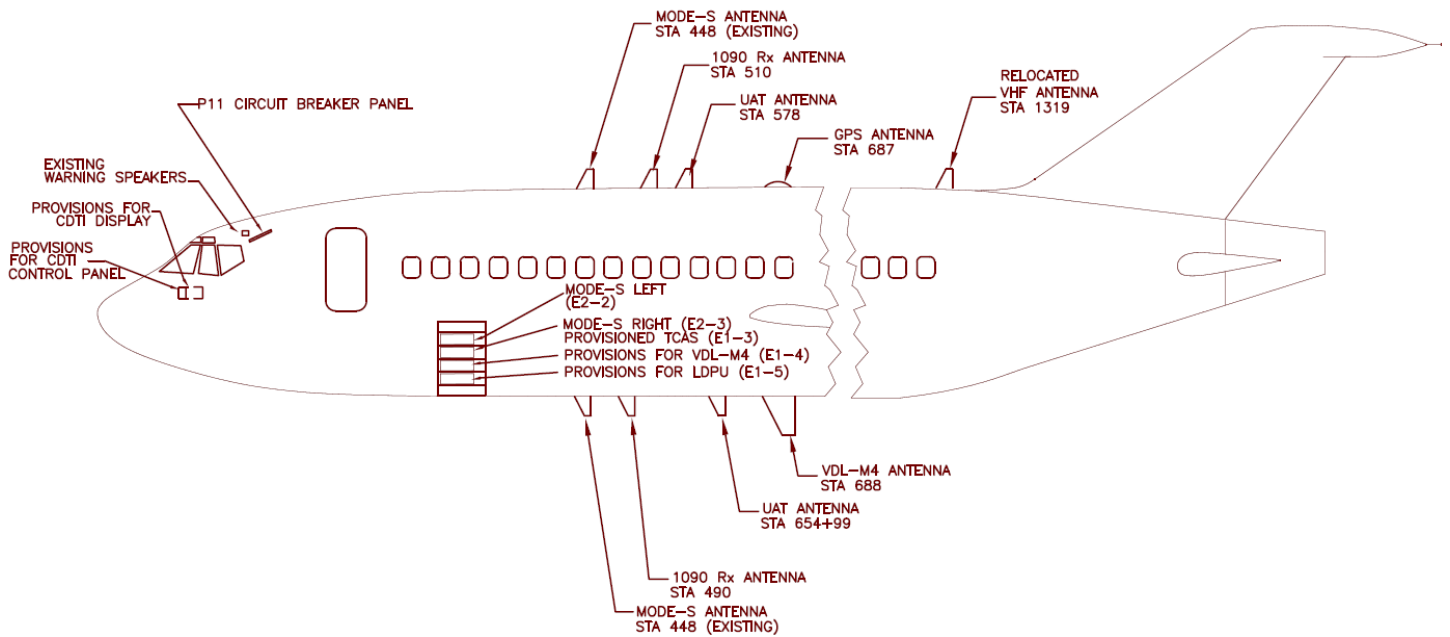 MODE-S ANTENNA
STA 448 (EXISTING)
1090 Rx ANTENNA
STA 510
UAT ANTENNA
STA 578
GPS ANTENNA
STA 687
RELOCATED
VHF ANTENNA
STA 1319
P11 CIRCUIT BREAKER PANEL
EXISTING
WARNING SPEAKERS
PROVISIONS FOR
CDTI DISPLAY
PROVISIONS
FOR CDTI
CONTROL PANEL
MODE-S LEFT
(E2-2)
MODE-S RIGHT (E2-3)
PROVISIONED TCAS (E1-3)
PROVISIONS FOR VDL-M4 (E1-4)
PROVISIONS FOR LDPU (E1-5)
VDL-M4 ANTENNA
STA 688
UAT ANTENNA
STA 654+99
1090 Rx ANTENNA
STA 490
MODE-S ANTENNA
STA 448 (EXISTING)